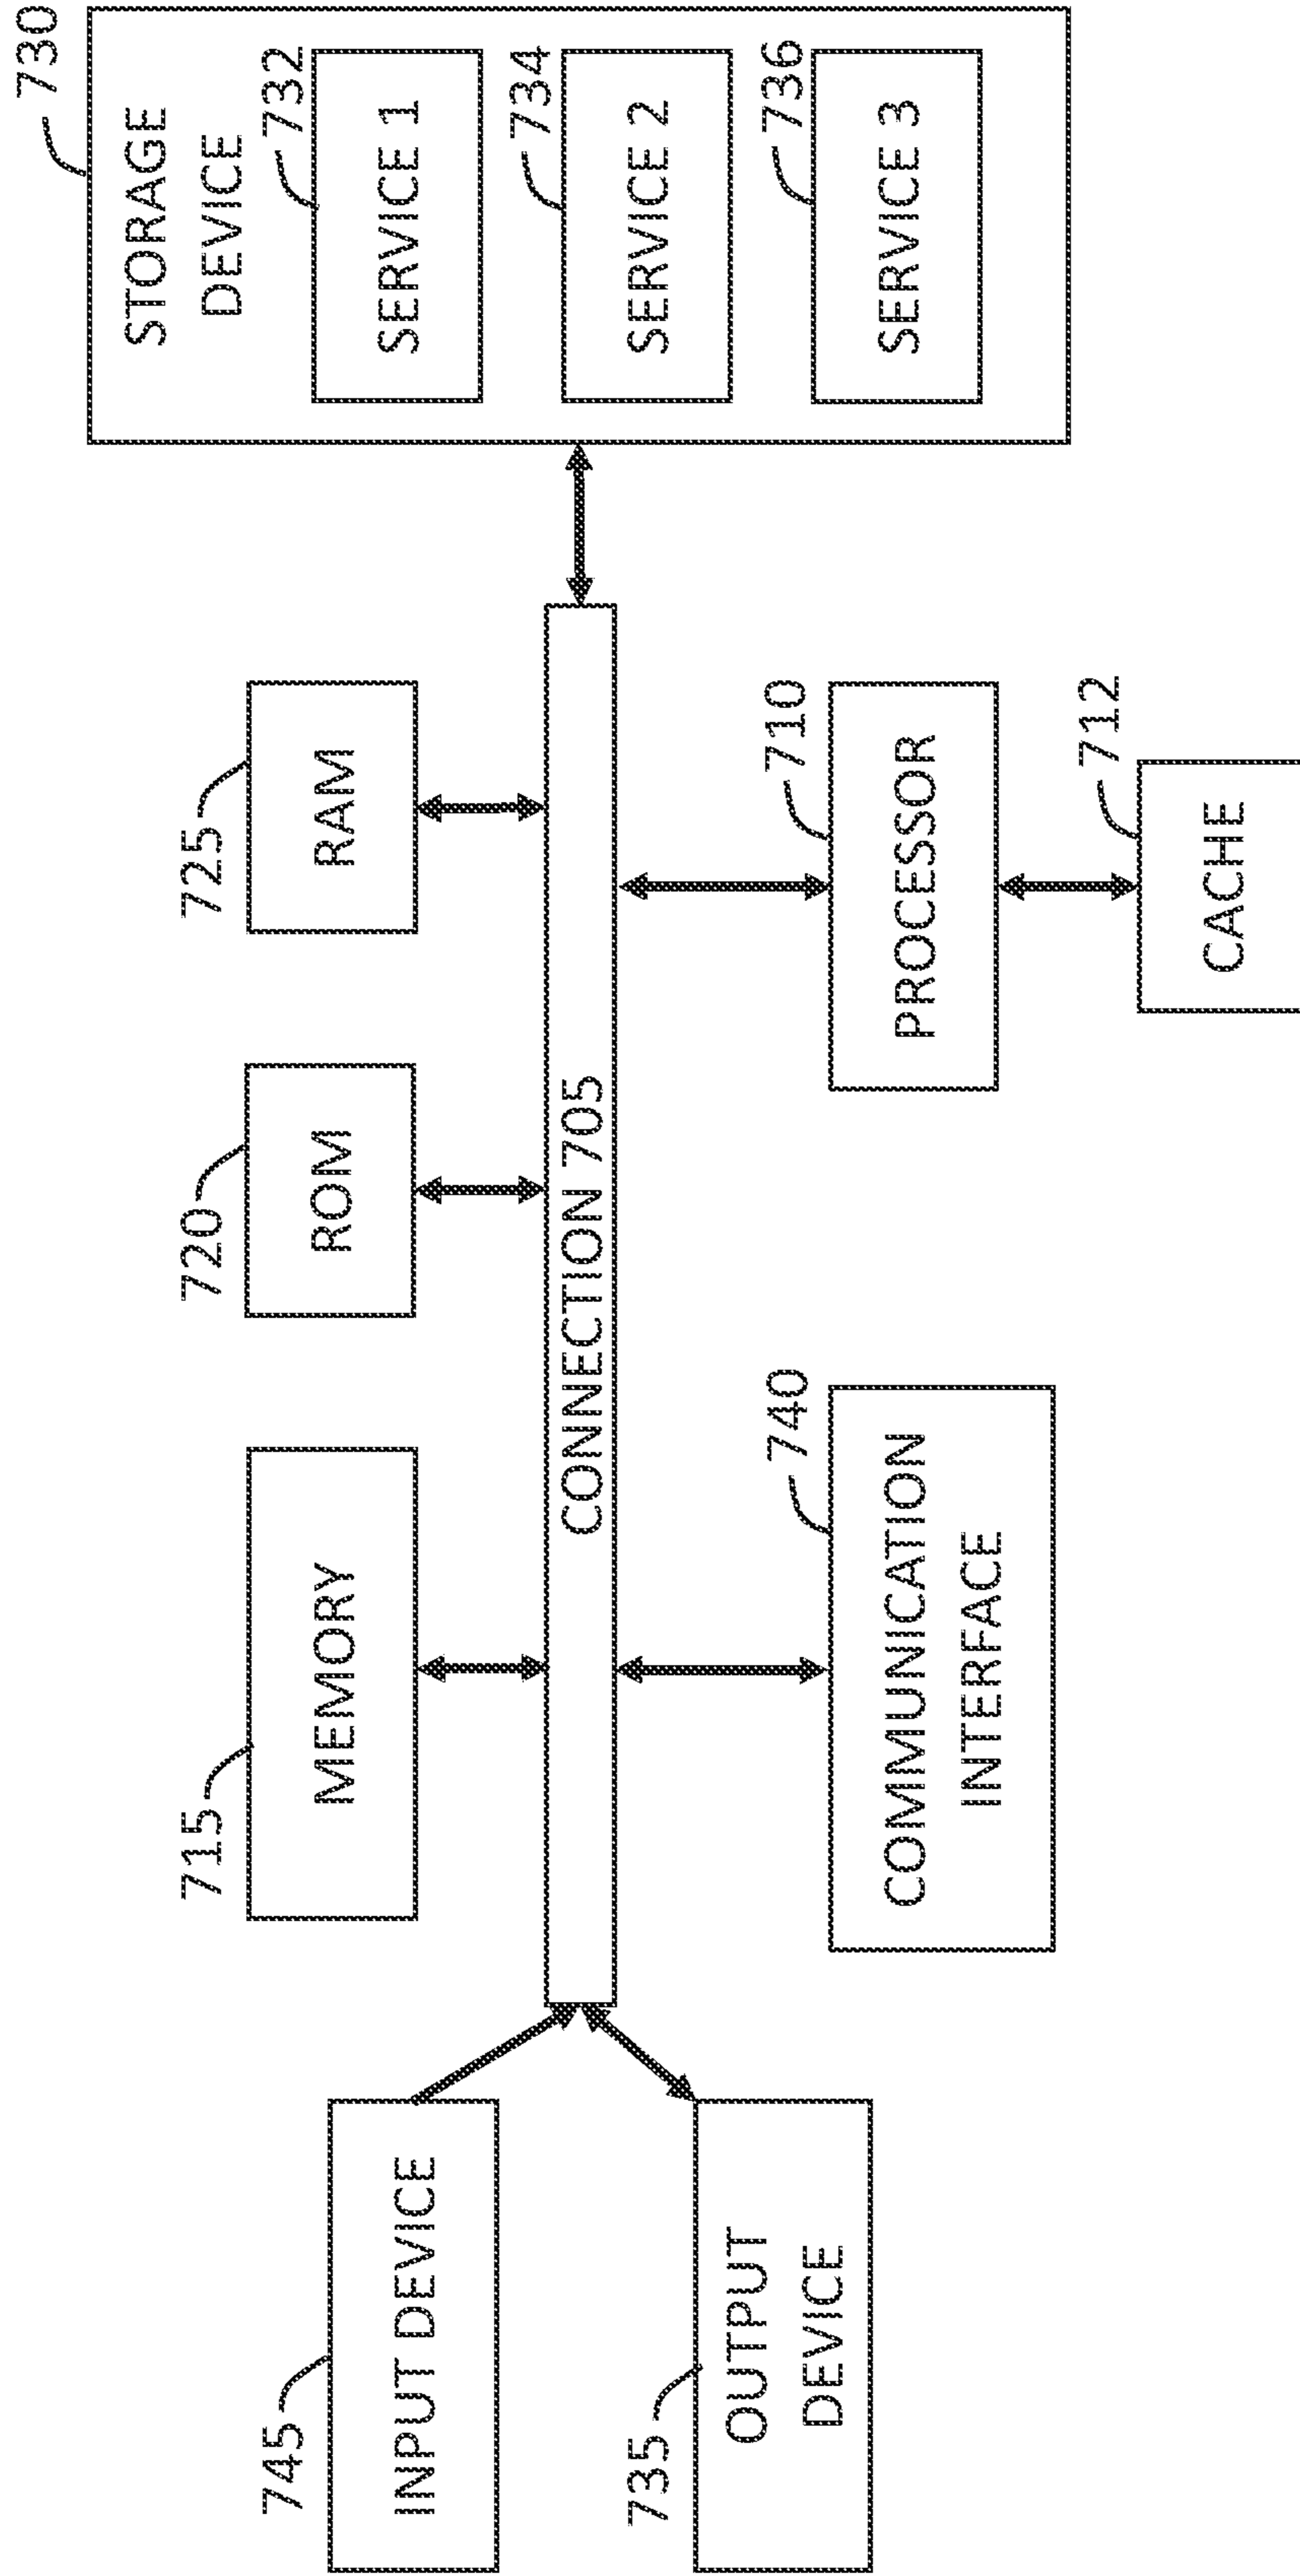 730
STORAGE
DEVICE
732
SERVICE 1
734
SERVICE 2
736
SERVICE 3
725
RAM
720
ROM
715
MEMORY
CONNECTION 705
745
INPUT DEVICE
735
OUTPUT
DEVICE
740
COMMUNICATION
INTERFACE
710
PROCESSOR
712
CACHE